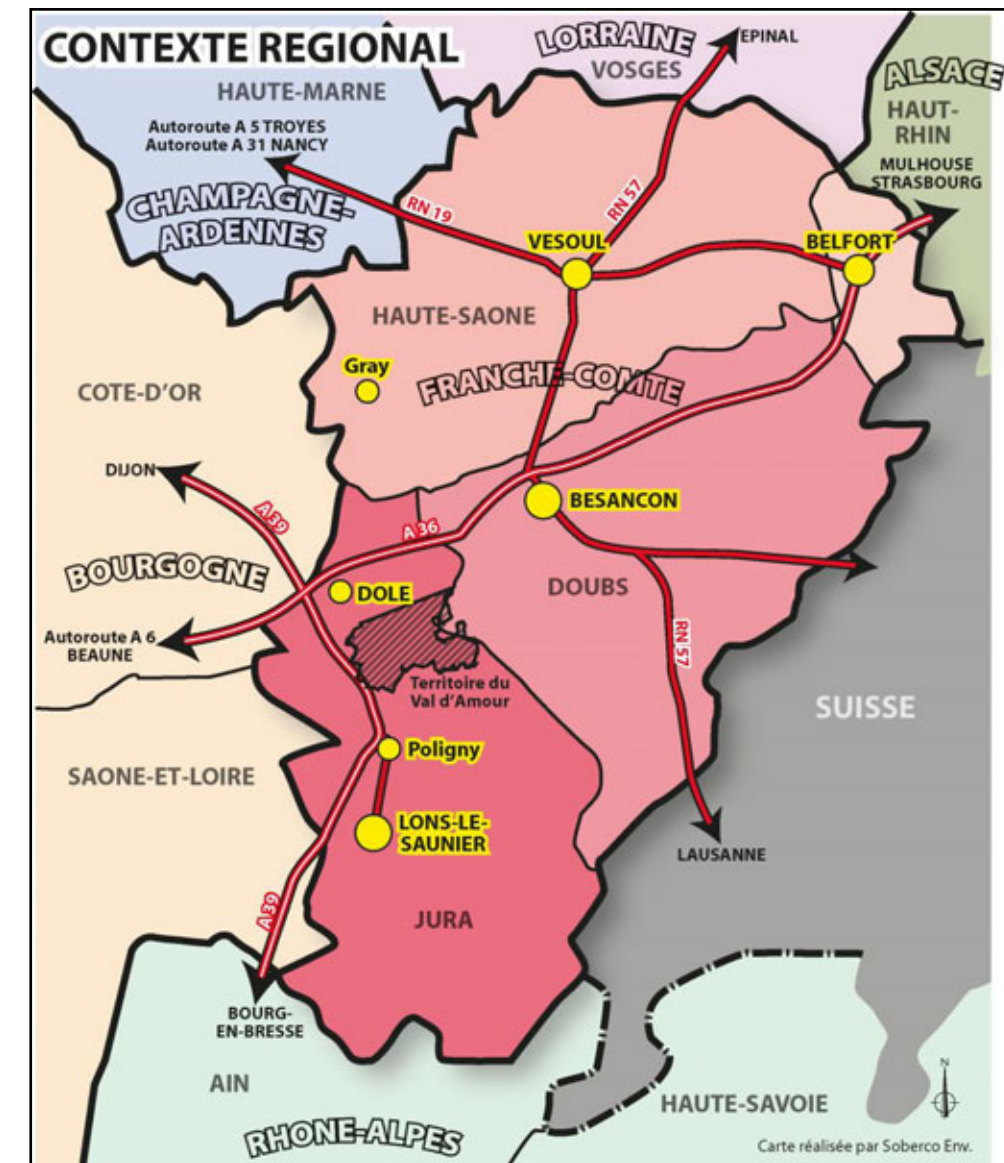 CONTEXTE REGIONAL
LORRAINE
VOSGES
EPINAL
ALSACE
HAUT-
RHIN
MULHOUSE
STRASBOURG
HAUTE-MARNE
Autoroute A 5 TROYES
Autoroute A 31 NANCY
CHAMPAGNE-
ARDENNES
RN 19
RN 57
VESOUL
BELFORT
HAUTE-SAONE
Gray
FRANCHE-COMTE
COTE-D'OR
DIJON
A 39
A 36
BESANCON
BOURGOGNE
DOLE
DOUBS
Autoroute A 6
BEAUNE
RN 57
Territoire du
Val d'Amour
SUISSE
Poligny
SAONE-ET-LOIRE
LONS-LE-
SAUNIER
LAUSANNE
A 39
JURA
BOURG-
EN-BRESSE
AIN
RHONE-ALPES
HAUTE-SAVOIE
N
Carte réalisée par Soberco Env.